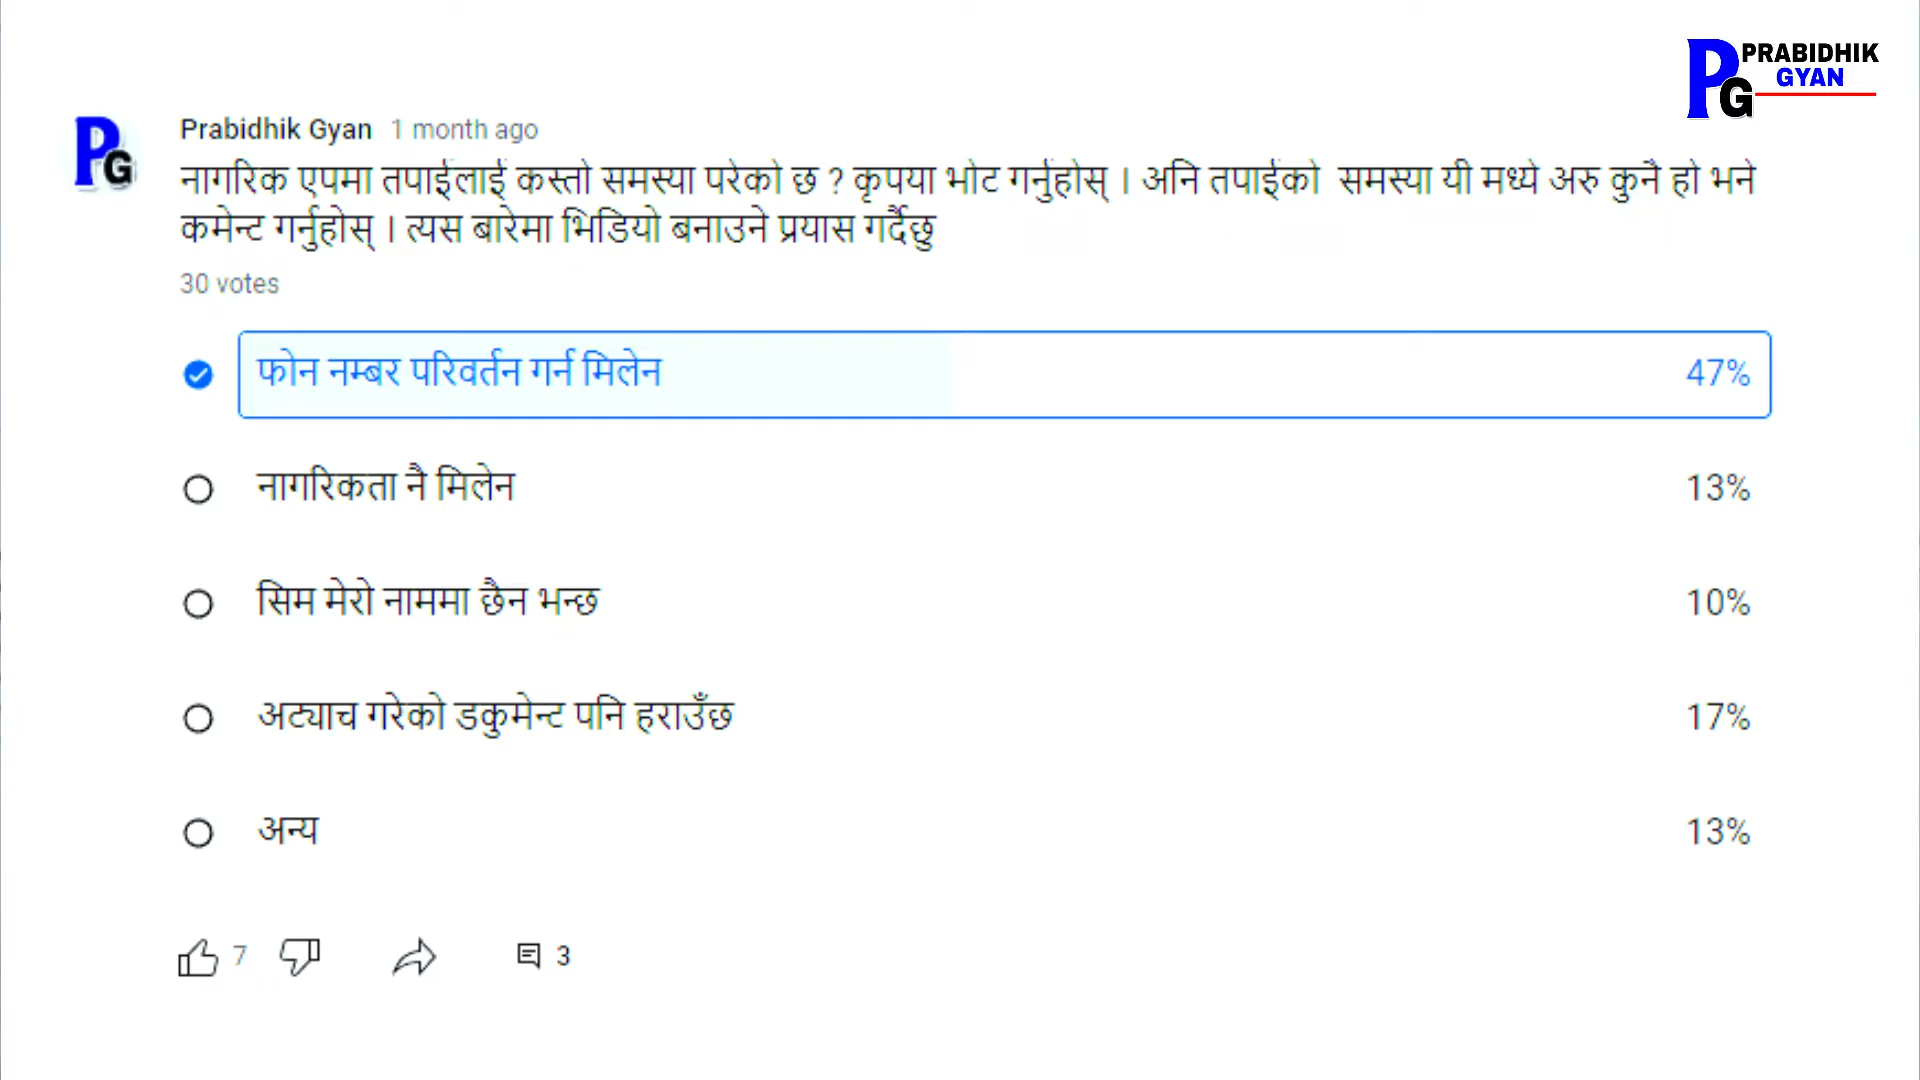 PRABIDHIK
GYAN
PG
PG
Prabidhik Gyan 1 month ago
नागरिक एपमा तपाईलाई कस्तो समस्या परेको छ ? कृपया भोट गर्नुहोस् । अनि तपाईको समस्या यी मध्ये अरु कुनै हो भने
कमेन्ट गर्नुहोस् । त्यस बारेमा भिडियो बनाउने प्रयास गर्दैछु
30 votes
फोन नम्बर परिवर्तन गर्न मिलेन 47%
नागरिकता नै मिलेन 13%
सिम मेरो नाममा छैन भन्छ 10%
अट्याच गरेको डकुमेन्ट पनि हराउँछ 17%
अन्य 13%
7 3